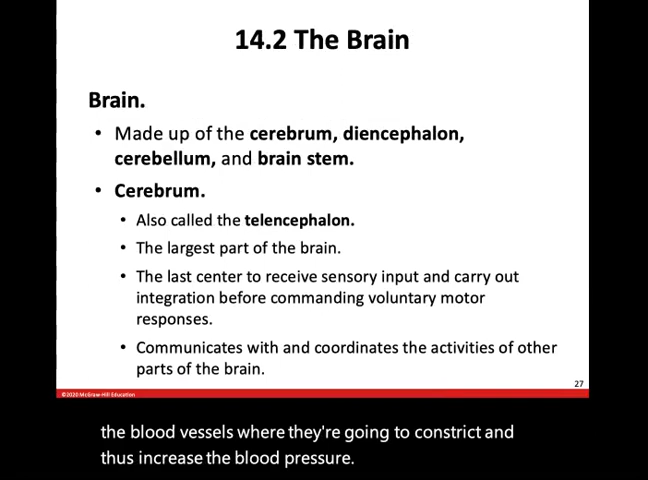 14.2 The Brain
Brain.
• Made up of the cerebrum, diencephalon,
cerebellum, and brain stem.
• Cerebrum.
• Also called the telencephalon.
• The largest part of the brain.
• The last center to receive sensory input and carry out
integration before commanding voluntary motor
responses.
• Communicates with and coordinates the activities of other
parts of the brain.
27
©2020 McGraw-Hill Education
the blood vessels where they're going to constrict and
thus increase the blood pressure.